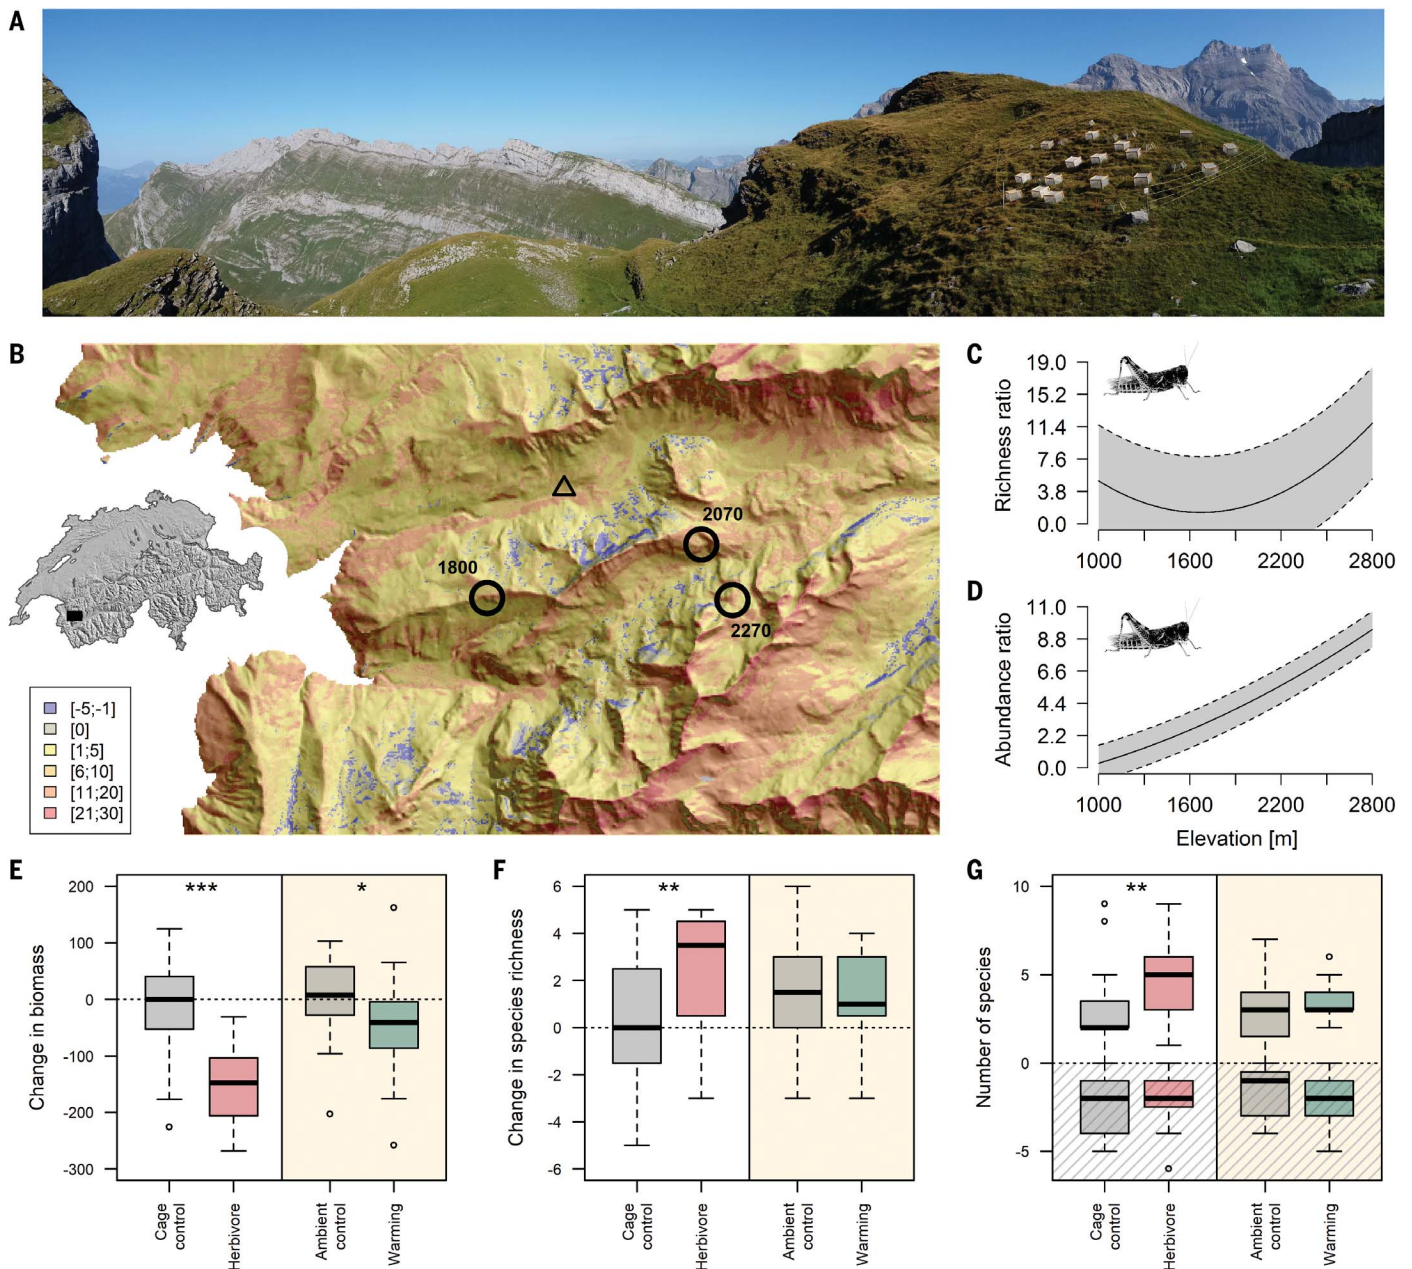 A
B
2070
1800
2270
[-5;-1]
[0]
[1;5]
[6;10]
[11;20]
[21;30]
C
Richness ratio
19.0
15.2
11.4
7.6
3.8
0.0
1000 1600 2200 2800
D
Abundance ratio
11.0
8.8
6.6
4.4
2.2
0.0
1000 1600 2200 2800
Elevation [m]
E
Change in biomass
200
100
0
-100
-200
-300
***
*
Cage
control
Herbivore
Ambient
control
Warming
F
Change in species richness
6
4
2
0
-2
-4
-6
**
Cage
control
Herbivore
Ambient
control
Warming
G
Number of species
10
5
0
-5
**
Cage
control
Herbivore
Ambient
control
Warming